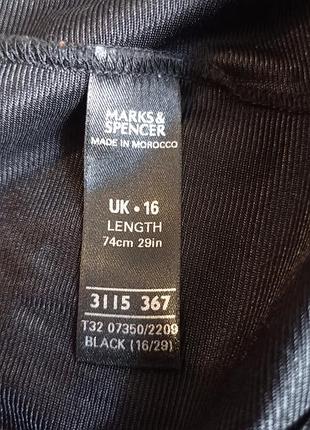 MARKS&
SPENCER
MADE IN MOROCCO
UK • 16
LENGTH
74cm 29in
3115 367
T32 07350/2209
BLACK (16/29)